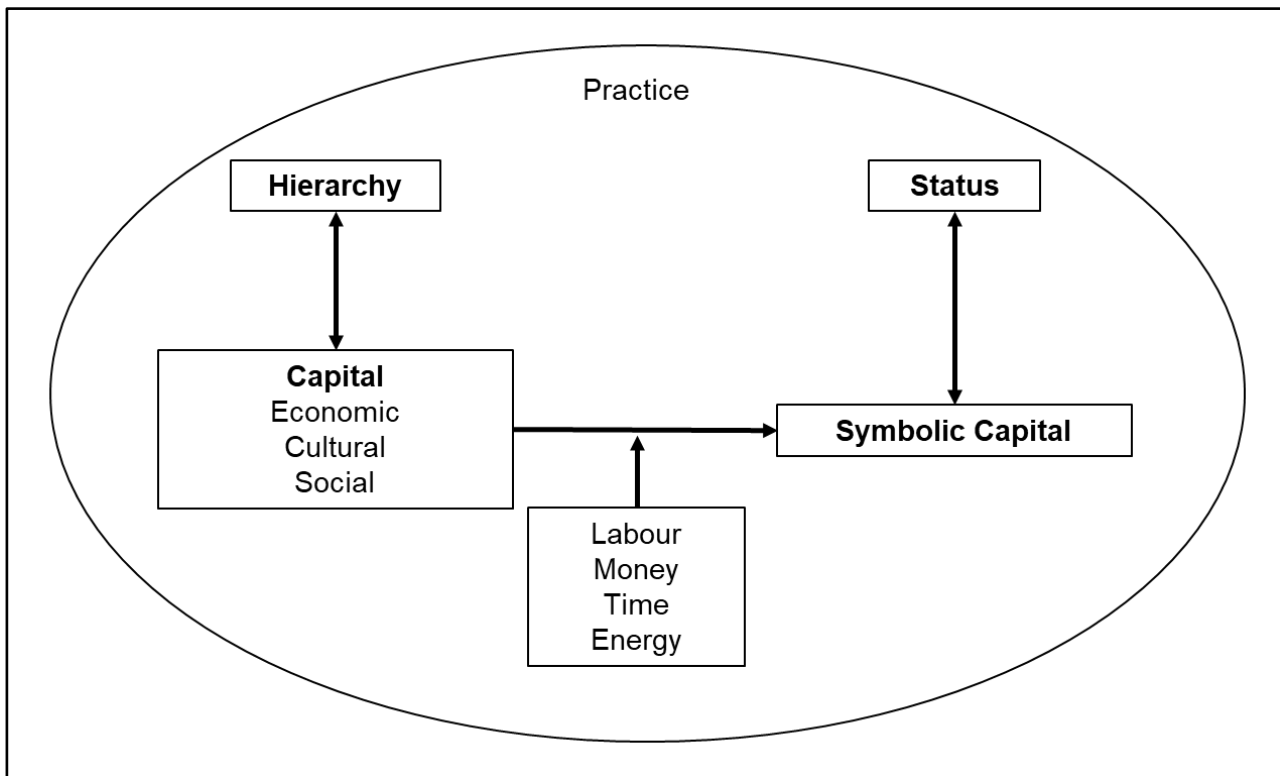 Practice
Hierarchy
Status
Capital
Economic
Cultural
Social
Symbolic Capital
Labour
Money
Time
Energy